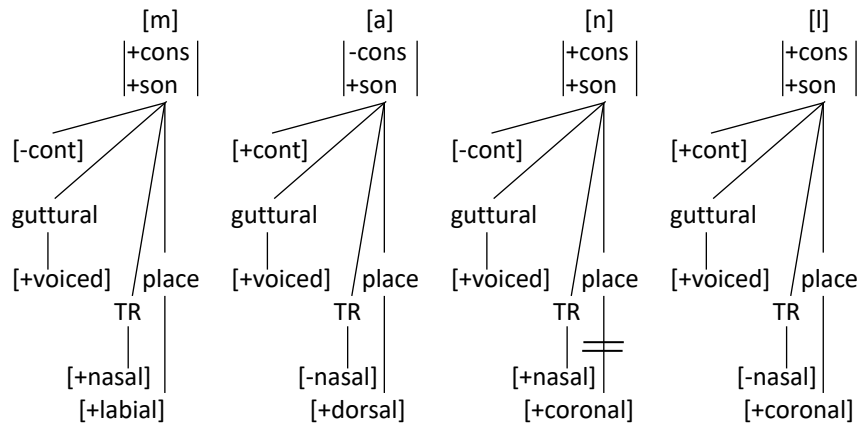 [m] [a] [n] [l]
+cons -cons +cons +cons
+son +son +son +son
[-cont] [+cont] [-cont] [+cont]
guttural guttural guttural guttural
[+voiced] place [+voiced] place [+voiced] place [+voiced] place
TR TR TR TR
[+nasal] [-nasal] [+nasal] [-nasal]
[+labial] [+dorsal] [+coronal] [+coronal]